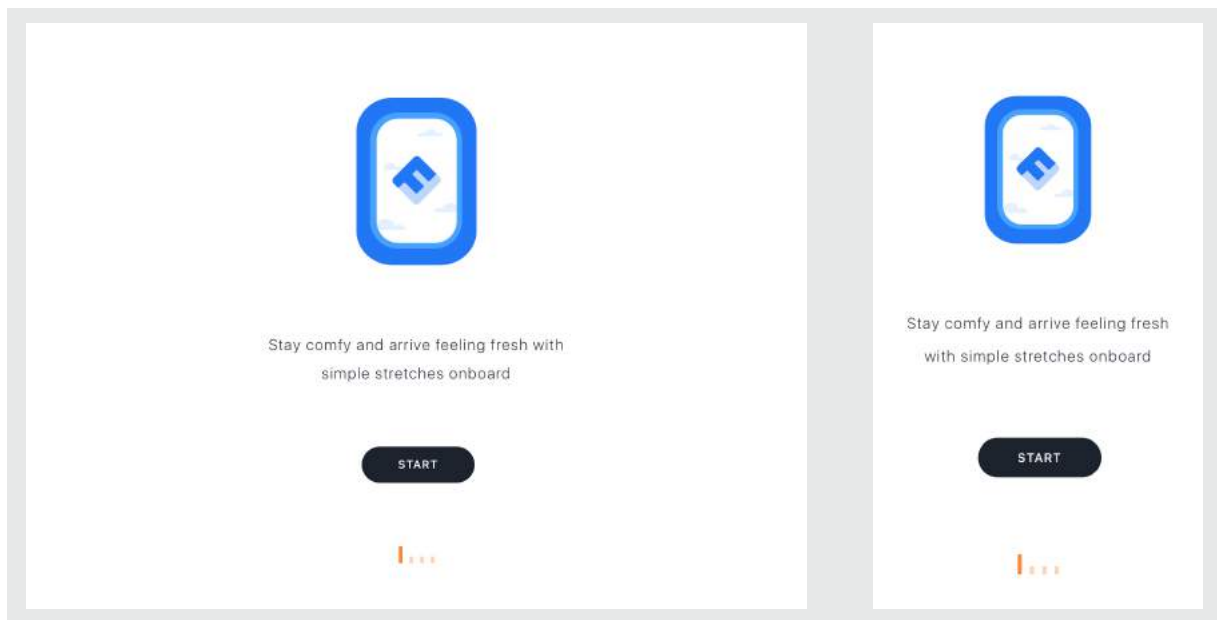 Stay comfy and arrive feeling fresh with
simple stretches onboard
START
Stay comfy and arrive feeling fresh
with simple stretches onboard
START